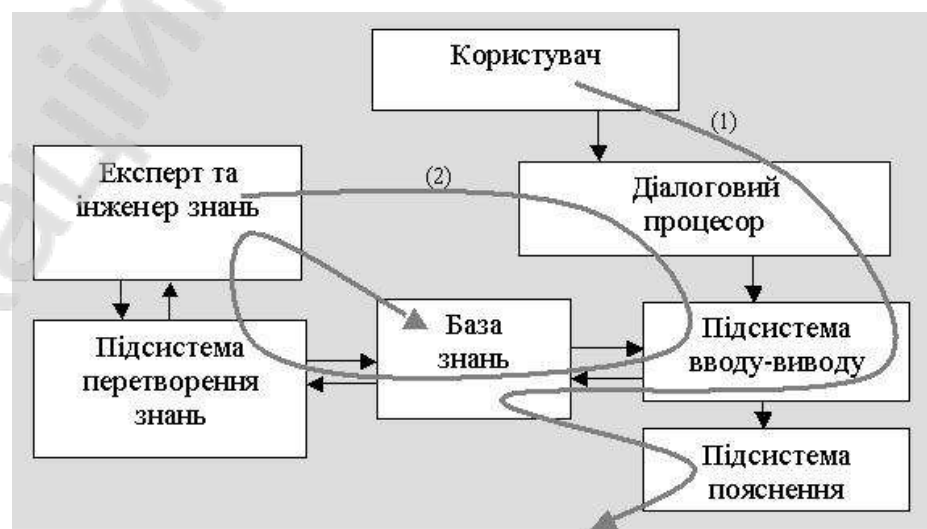 Користувач
(1)
Експерт та
інженер знань
(2)
Діалоговий
процесор
Підсистема
перетворення
знань
База
знань
Підсистема
вводу-виводу
Підсистема
пояснення